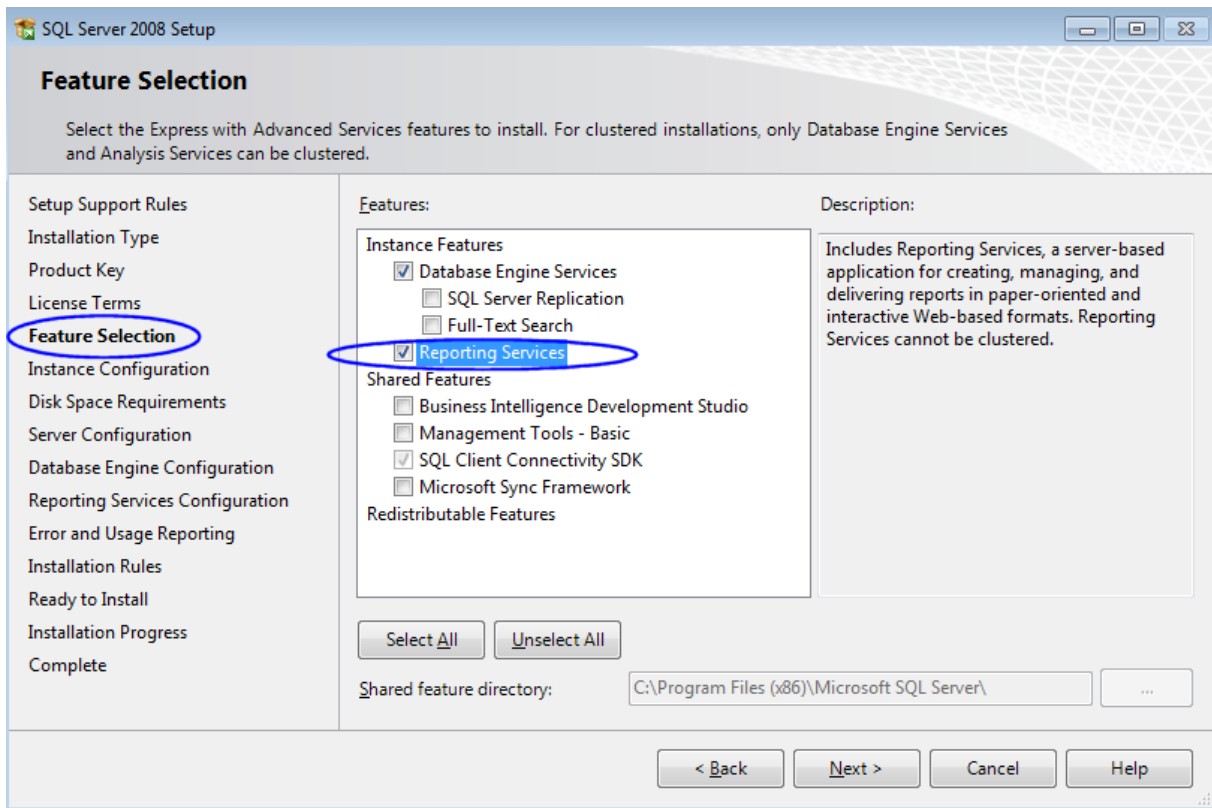 SQL Server 2008 Setup
Feature Selection
Select the Express with Advanced Services features to install. For clustered installations, only Database Engine Services
and Analysis Services can be clustered.
Setup Support Rules
Installation Type
Product Key
License Terms
Feature Selection
Instance Configuration
Disk Space Requirements
Server Configuration
Database Engine Configuration
Reporting Services Configuration
Error and Usage Reporting
Installation Rules
Ready to Install
Installation Progress
Complete
Features:
Instance Features
Database Engine Services
SQL Server Replication
Full-Text Search
Reporting Services
Shared Features
Business Intelligence Development Studio
Management Tools - Basic
SQL Client Connectivity SDK
Microsoft Sync Framework
Redistributable Features
Description:
Includes Reporting Services, a server-based
application for creating, managing, and
delivering reports in paper-oriented and
interactive Web-based formats. Reporting
Services cannot be clustered.
Select All
Unselect All
Shared feature directory:
C:\Program Files (x86)\Microsoft SQL Server\
...
< Back
Next >
Cancel
Help